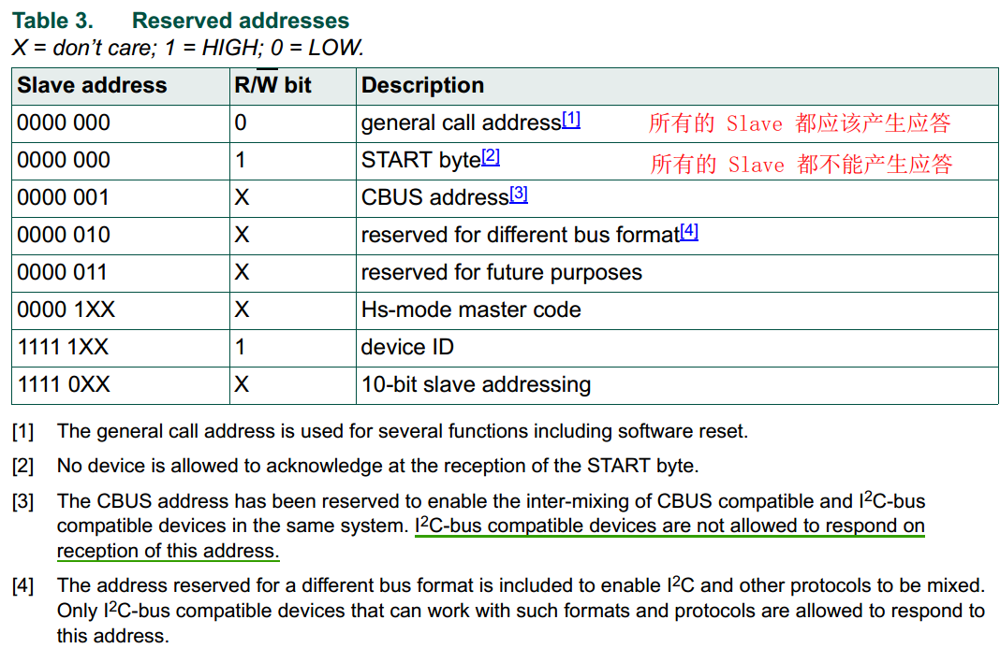 Table 3. Reserved addresses
X = don’t care; 1 = HIGH; 0 = LOW.
Slave address R/W̅ bit Description
0000 000 0 general call address[1] 所有的 Slave 都应该产生应答
0000 000 1 START byte[2] 所有的 Slave 都不能产生应答
0000 001 X CBUS address[3]
0000 010 X reserved for different bus format[4]
0000 011 X reserved for future purposes
0000 1XX X Hs-mode master code
1111 1XX 1 device ID
1111 0XX X 10-bit slave addressing
[1] The general call address is used for several functions including software reset.
[2] No device is allowed to acknowledge at the reception of the START byte.
[3] The CBUS address has been reserved to enable the inter-mixing of CBUS compatible and I²C-bus
compatible devices in the same system. I²C-bus compatible devices are not allowed to respond on
reception of this address.
[4] The address reserved for a different bus format is included to enable I²C and other protocols to be mixed.
Only I²C-bus compatible devices that can work with such formats and protocols are allowed to respond to
this address.